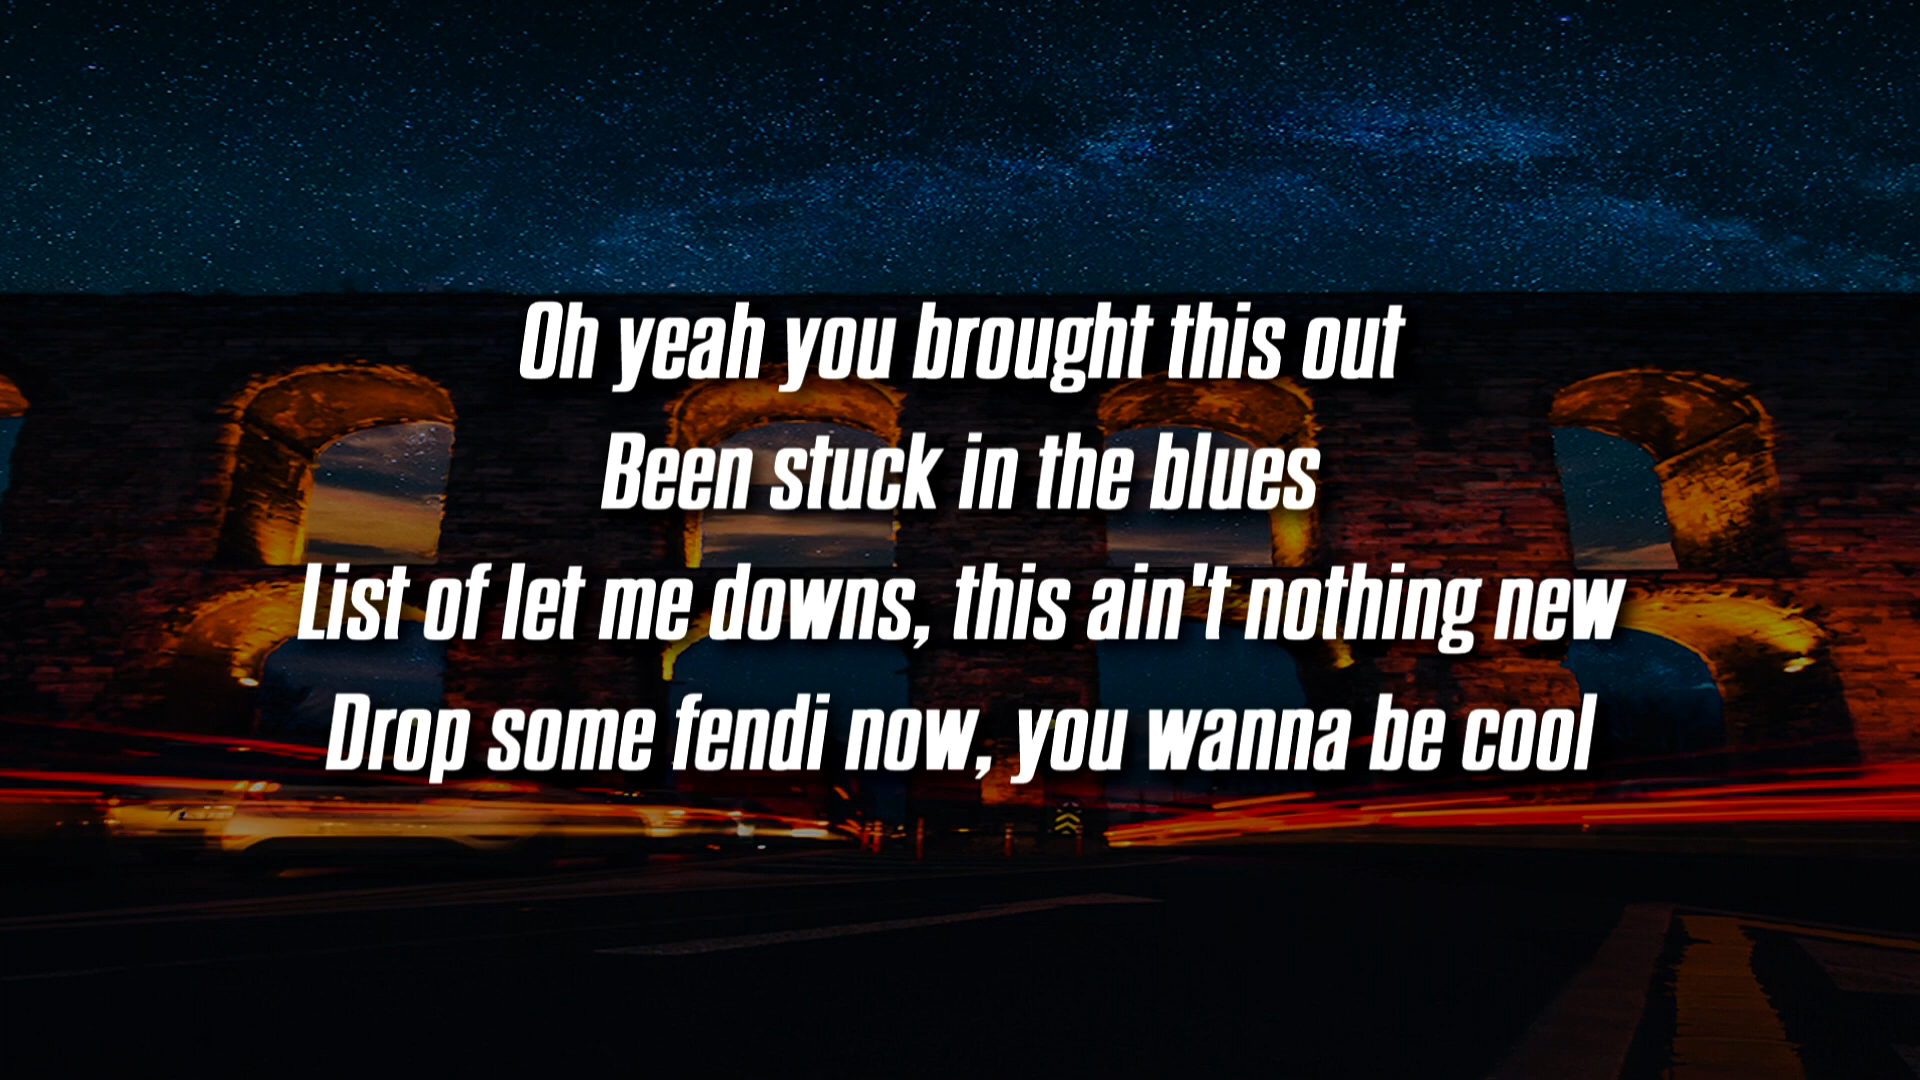 Oh yeah you brought this out
Been stuck in the blues
List of let me downs, this ain't nothing new
Drop some fendi now, you wanna be cool